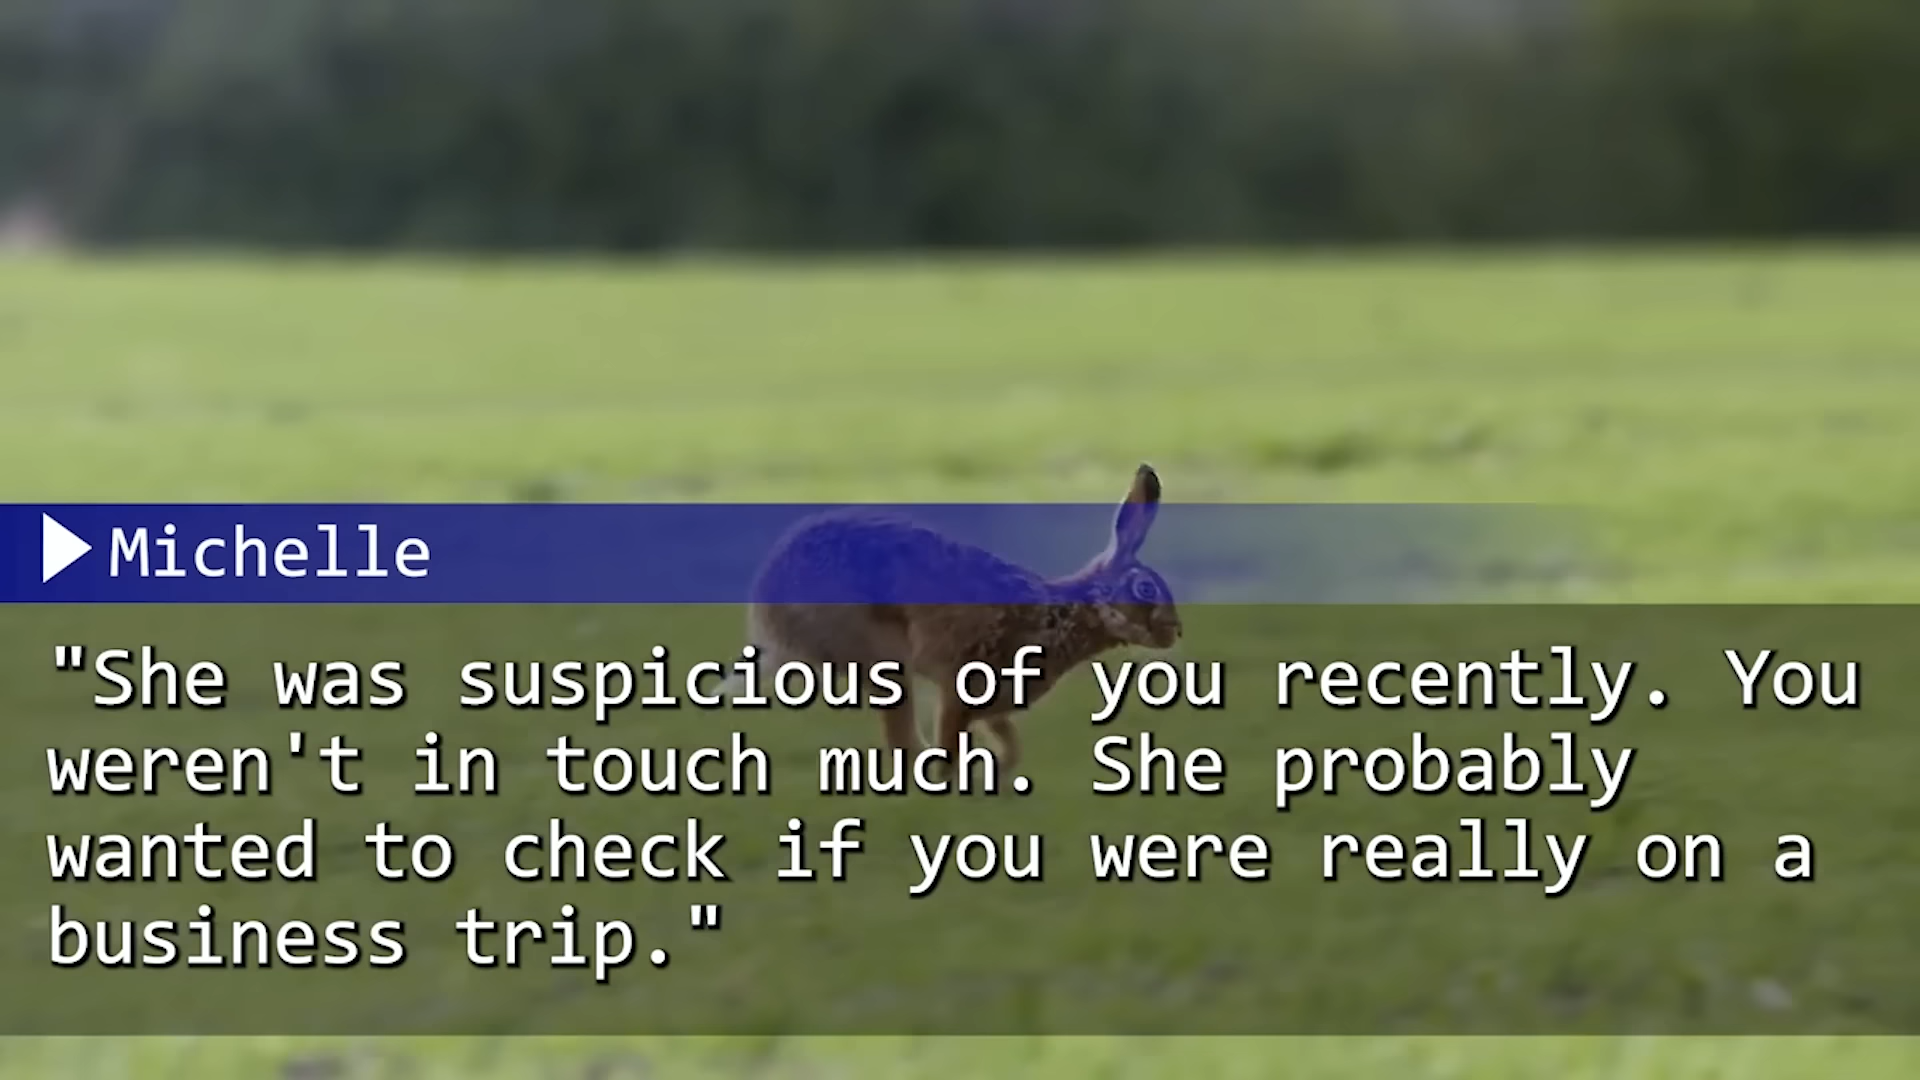 Michelle
"She was suspicious of you recently. You
weren't in touch much. She probably
wanted to check if you were really on a
business trip."